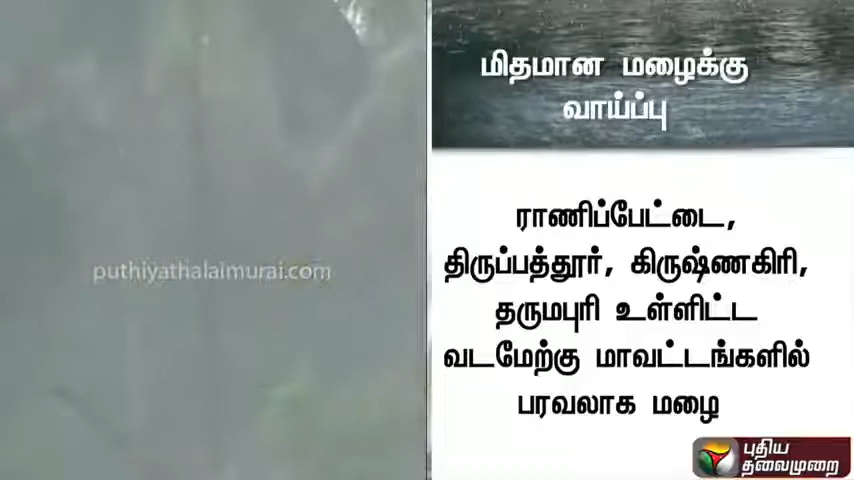 மிதமான மழைக்கு
வாய்ப்பு
puthiyathalaimurai.com
ராணிப்பேட்டை,
திருப்பத்தூர், கிருஷ்ணகிரி,
தருமபுரி உள்ளிட்ட
வடமேற்கு மாவட்டங்களில்
பரவலாக மழை
புதிய
தலைமுறை